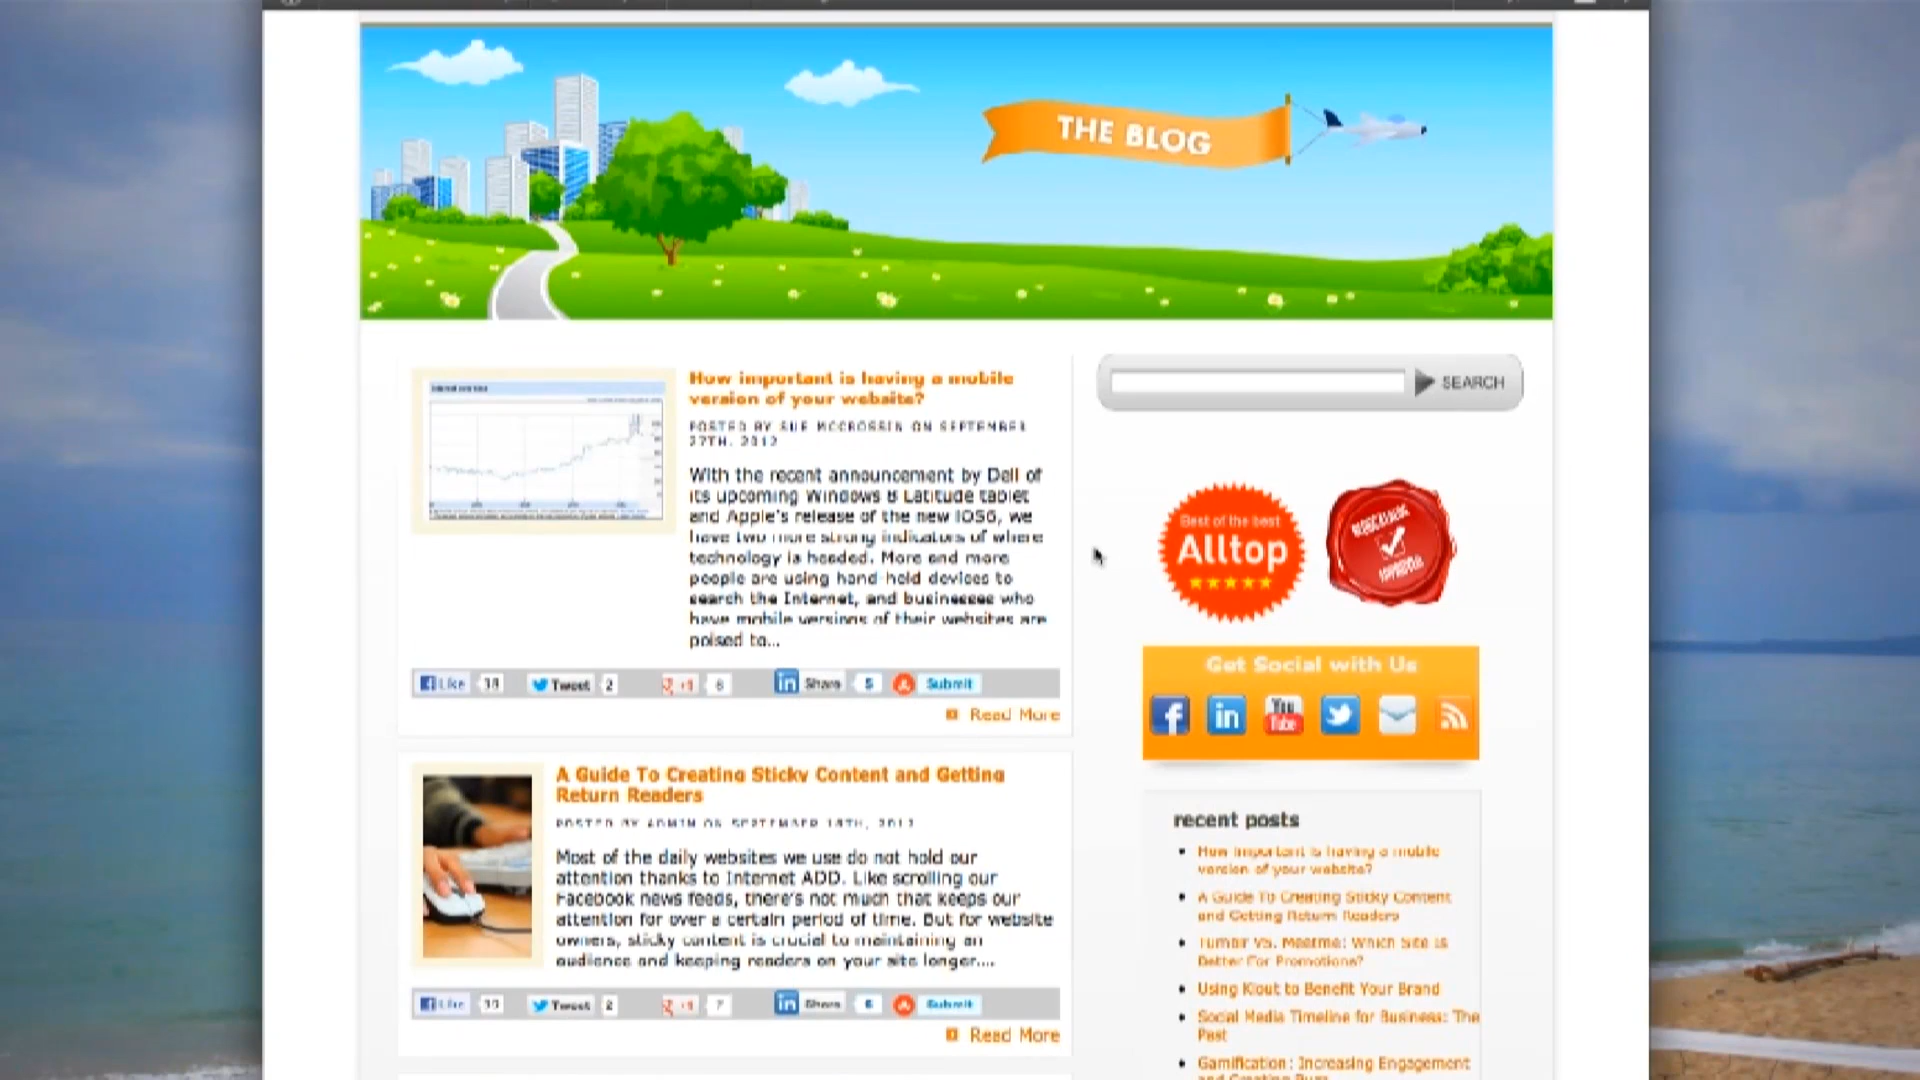 THE BLOG
How important is having a mobile
version of your website?
POSTED BY SUE MCCROSSIN ON SEPTEMBER
27TH, 2012
With the recent announcement by Dell of
its upcoming Windows 8 Latitude tablet
and Apple's release of the new IOS6, we
have two more strong indicators of where
technology is headed. More and more
people are using hand held devices to
search the Internet, and businesses who
have mobile versions of their websites are
poised to...
Like 38 Tweet 2 +1 6 Share 5 Submit
Read More
A Guide To Creating Sticky Content and Getting
Return Readers
POSTED BY ADMIN ON SEPTEMBER 18TH, 2012
Most of the daily websites we use do not hold our
attention thanks to Internet ADD. Like scrolling our
Facebook news feeds, there's not much that keeps our
attention for over a certain period of time. But for website
owners, sticky content is crucial to maintaining an
audience and keeping readers on your site longer....
Like Tweet 2 +1 7 Share 6 Submit
Read More
SEARCH
Best of the best
Alltop
Get Social with Us
You
Tube
recent posts
How important is having a mobile
version of your website?
A Guide To Creating Sticky Content
and Getting Return Readers
Tumblr VS. Meetme: Which Site Is
Better For Promotions?
Using Klout to Benefit Your Brand
Social Media Timeline for Business: The
Past
Gamification: Increasing Engagement
and Creating Buzz